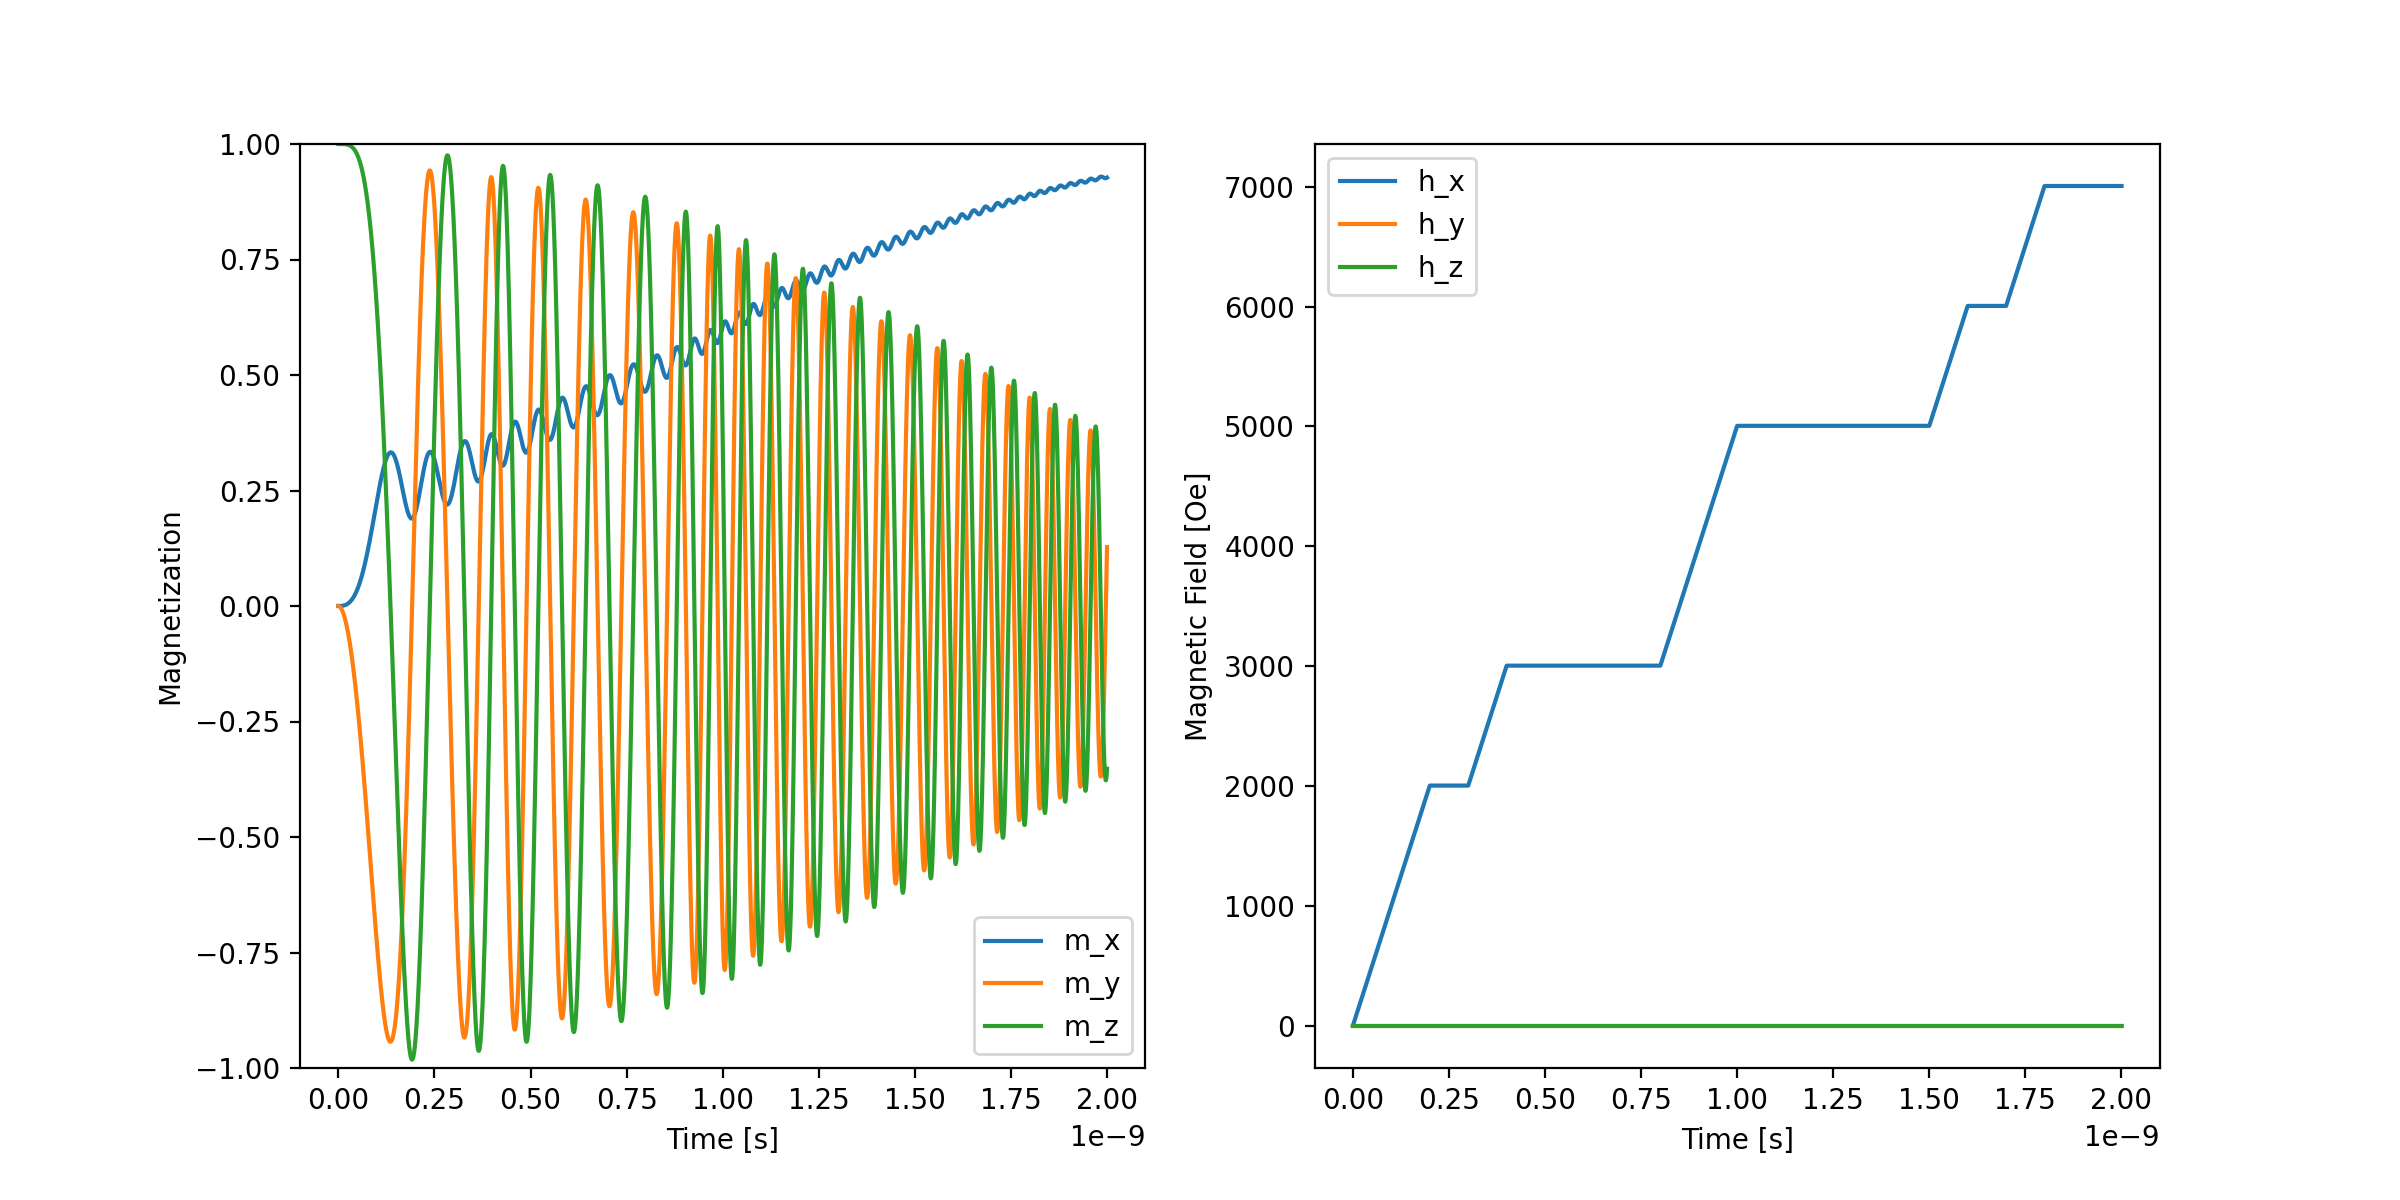 1.00
0.75
0.50
0.25
0.00
−0.25
−0.50
−0.75
−1.00
Magnetization
0.00 0.25 0.50 0.75 1.00 1.25 1.50 1.75 2.00
Time [s]
1e−9
m_x
m_y
m_z
7000
6000
5000
4000
3000
2000
1000
0
Magnetic Field [Oe]
0.00 0.25 0.50 0.75 1.00 1.25 1.50 1.75 2.00
Time [s]
1e−9
h_x
h_y
h_z